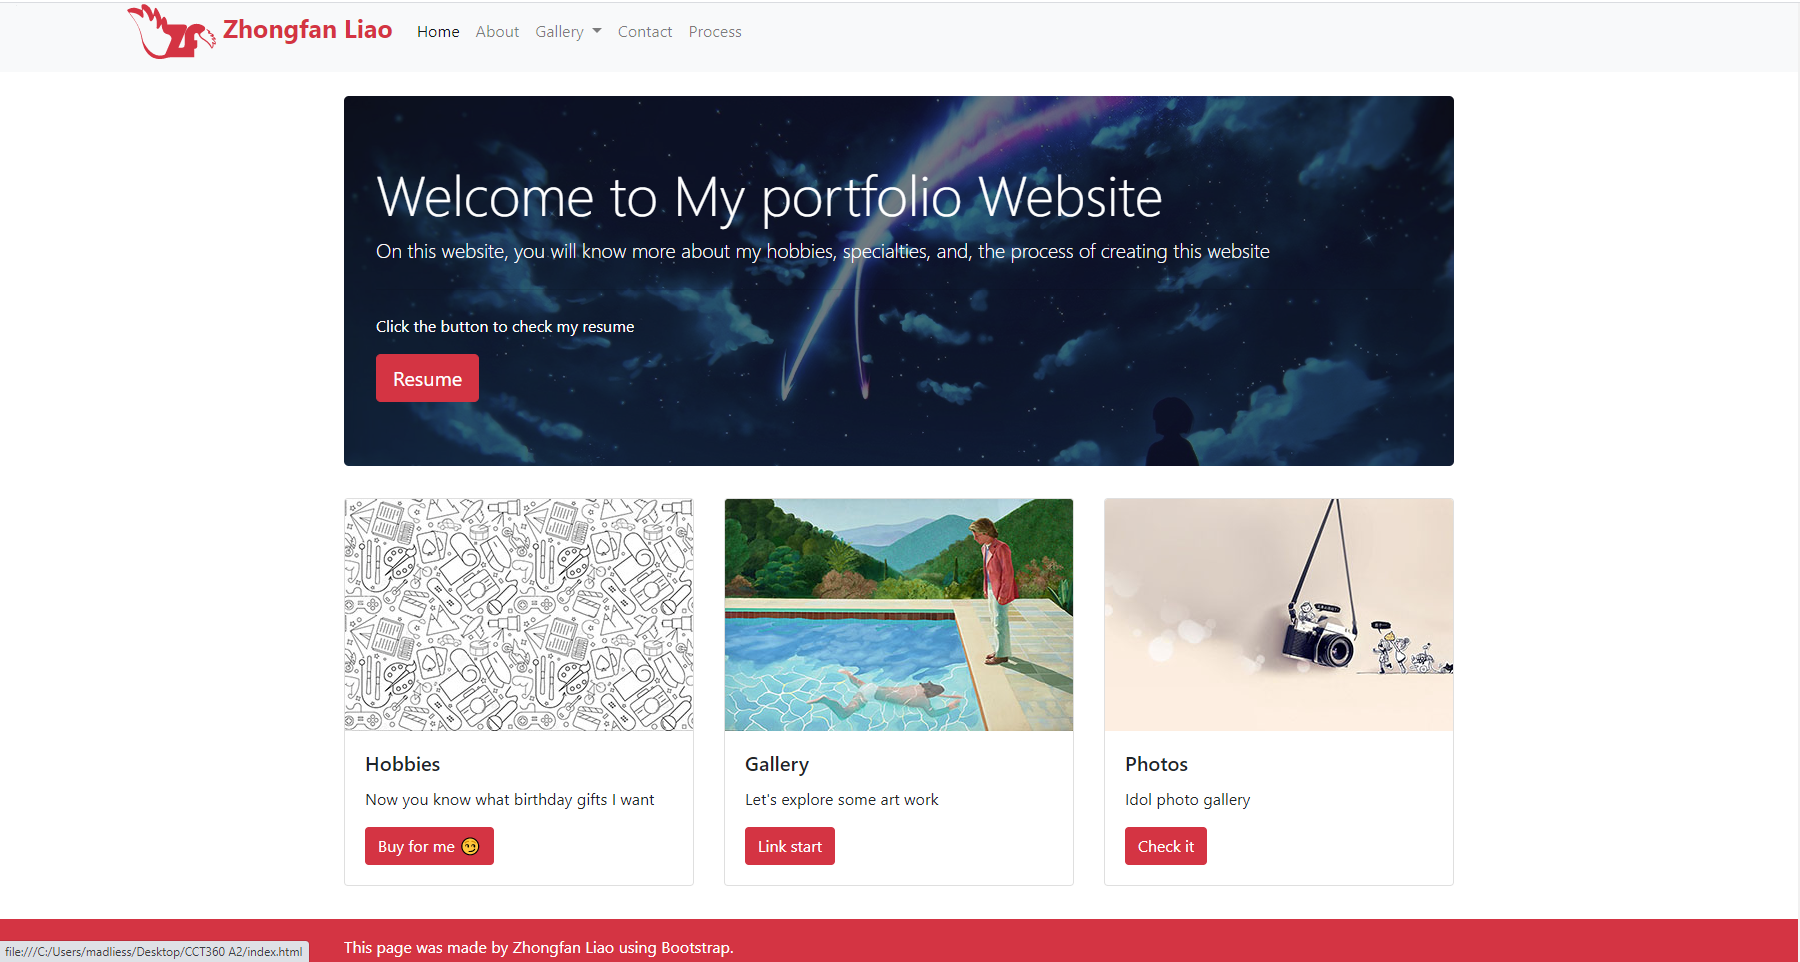 Zhongfan Liao
Home About Gallery Contact Process
Welcome to My portfolio Website
On this website, you will know more about my hobbies, specialties, and, the process of creating this website
Click the button to check my resume
Resume
Hobbies
Now you know what birthday gifts I want
Buy for me 😏
Gallery
Let's explore some art work
Link start
Photos
Idol photo gallery
Check it
This page was made by Zhongfan Liao using Bootstrap.
file:///C:/Users/madliess/Desktop/CCT360 A2/index.html